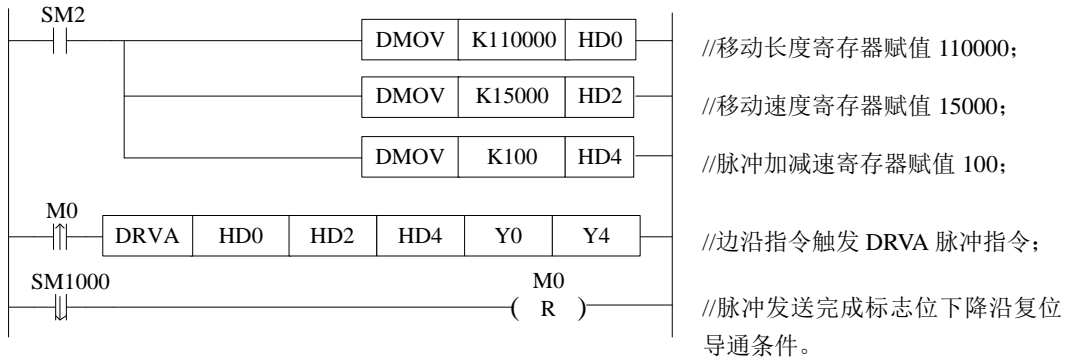 SM2
DMOV K110000 HD0
//移动长度寄存器赋值 110000；
DMOV K15000 HD2
//移动速度寄存器赋值 15000；
DMOV K100 HD4
//脉冲加减速寄存器赋值 100；
M0
DRVA HD0 HD2 HD4 Y0 Y4
//边沿指令触发 DRVA 脉冲指令；
SM1000
M0
( R )
//脉冲发送完成标志位下降沿复位
导通条件。